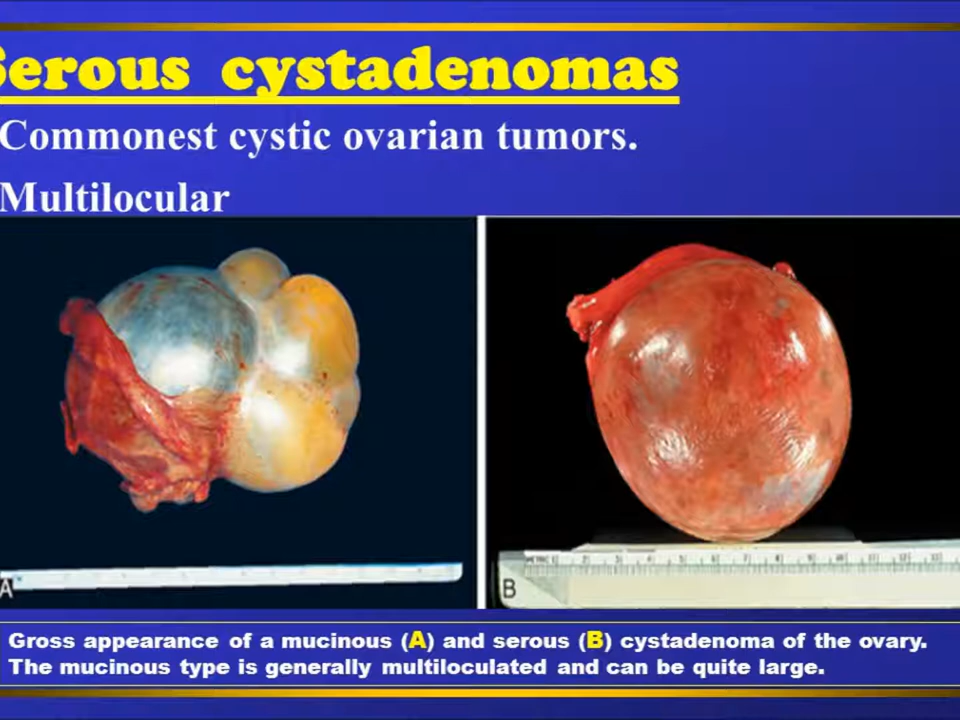 Serous cystadenomas
Commonest cystic ovarian tumors.
Multilocular
A
B
Gross appearance of a mucinous (A) and serous (B) cystadenoma of the ovary.
The mucinous type is generally multiloculated and can be quite large.